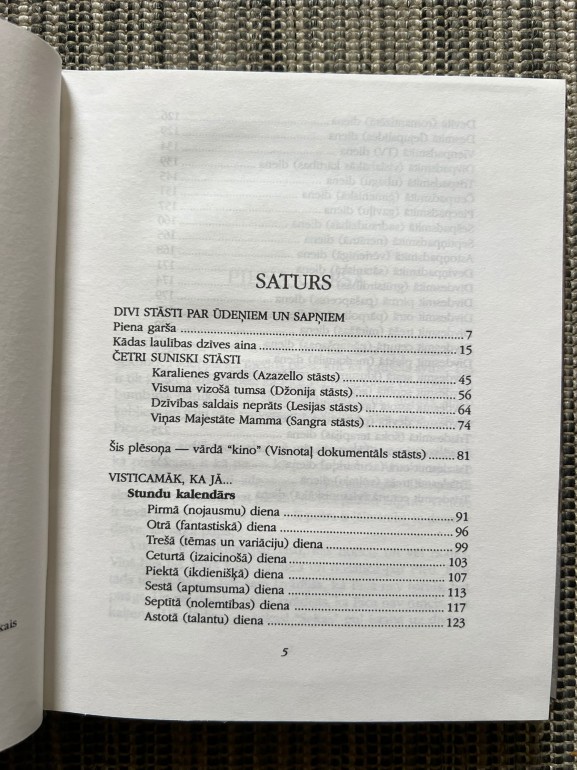 SATURS
DIVI STĀSTI PAR ŪDEŅIEM UN SAPŅIEM
Piena garša 7
Kādas laulības dzīves aina 15
ČETRI SUNISKI STĀSTI
Karalienes gvards (Azazello stāsts) 45
Visuma vizošā tumsa (Džonija stāsts) 56
Dzīvības saldais neprāts (Lesijas stāsts) 64
Viņas Majestāte Mamma (Sangra stāsts) 74
Šis plēsoņa — vārdā “kino” (Visnotaļ dokumentāls stāsts) 81
VISTICAMĀK, KA JĀ...
Stundu kalendārs
Pirmā (nojausmu) diena 91
Otrā (fantastiskā) diena 96
Trešā (tēmas un variāciju) diena 99
Ceturtā (izaicinošā) diena 103
Piektā (ikdienišķā) diena 107
Sestā (aptumsuma) diena 113
Septītā (nolemtības) diena 117
Astotā (talantu) diena 123
5